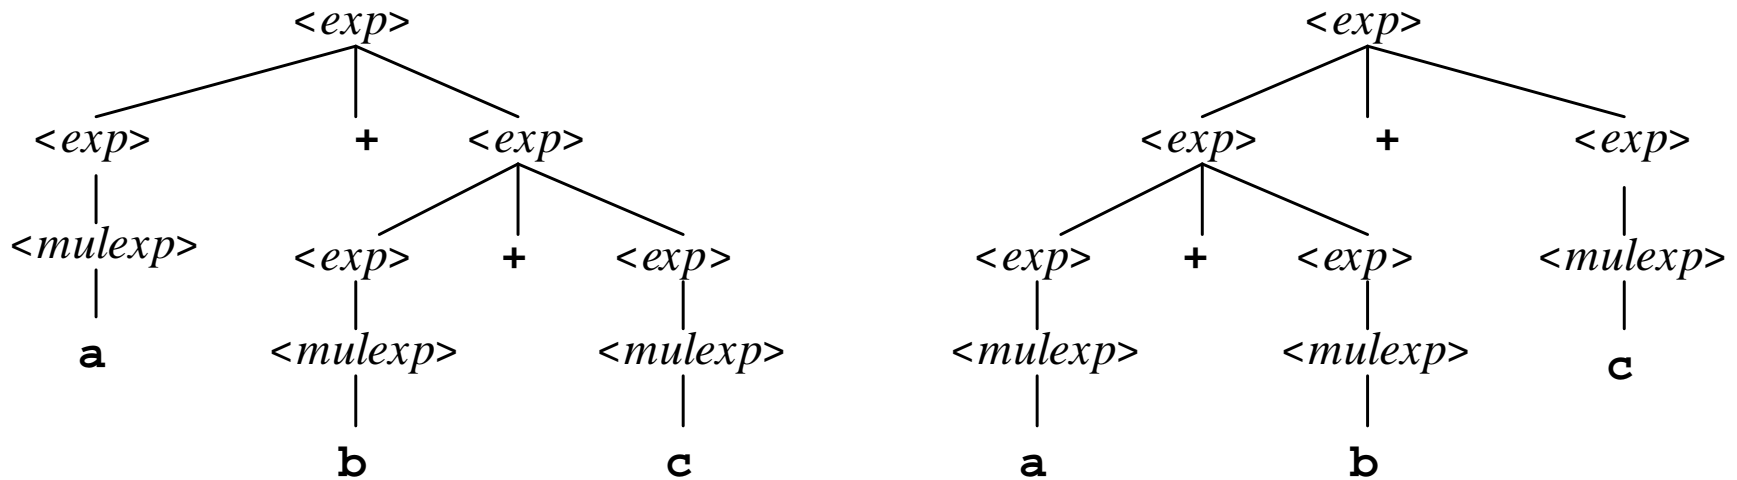 <exp> <exp>
<exp> + <exp> <exp> + <exp>
<mulexp> <exp> + <exp> <exp> + <exp> <mulexp>
a <mulexp> <mulexp> <mulexp> <mulexp> c
b c a b